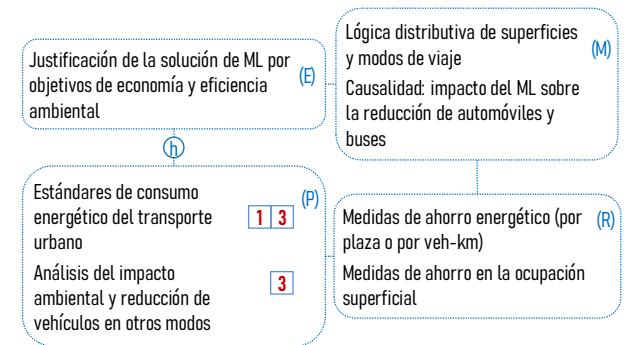 Justificación de la solución de ML por
objetivos de economía y eficiencia
ambiental
(E)
Lógica distributiva de superficies
y modos de viaje
Causalidad: impacto del ML sobre
la reducción de automóviles y
buses
(M)
h
Estándares de consumo
energético del transporte
urbano
1 3
(P)
Análisis del impacto
ambiental y reducción de
vehículos en otros modos
3
Medidas de ahorro energético (por
plaza o por veh-km)
(R)
Medidas de ahorro en la ocupación
superficial